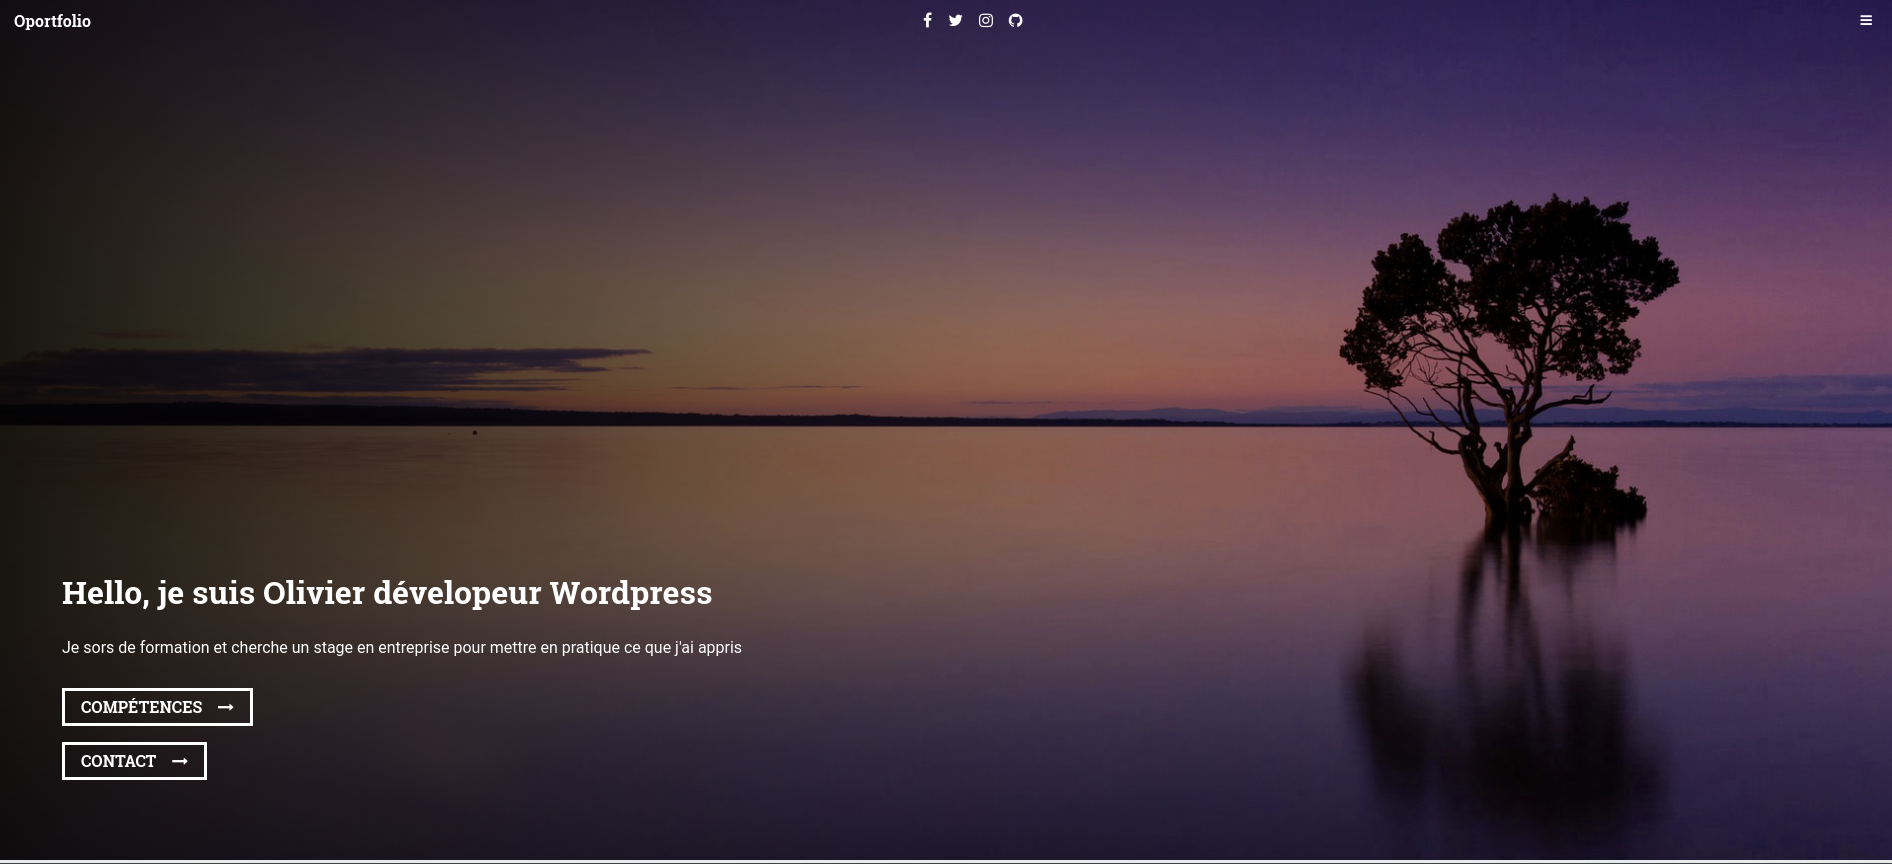 Oportfolio
Hello, je suis Olivier dévelopeur Wordpress
Je sors de formation et cherche un stage en entreprise pour mettre en pratique ce que j'ai appris
COMPÉTENCES
CONTACT